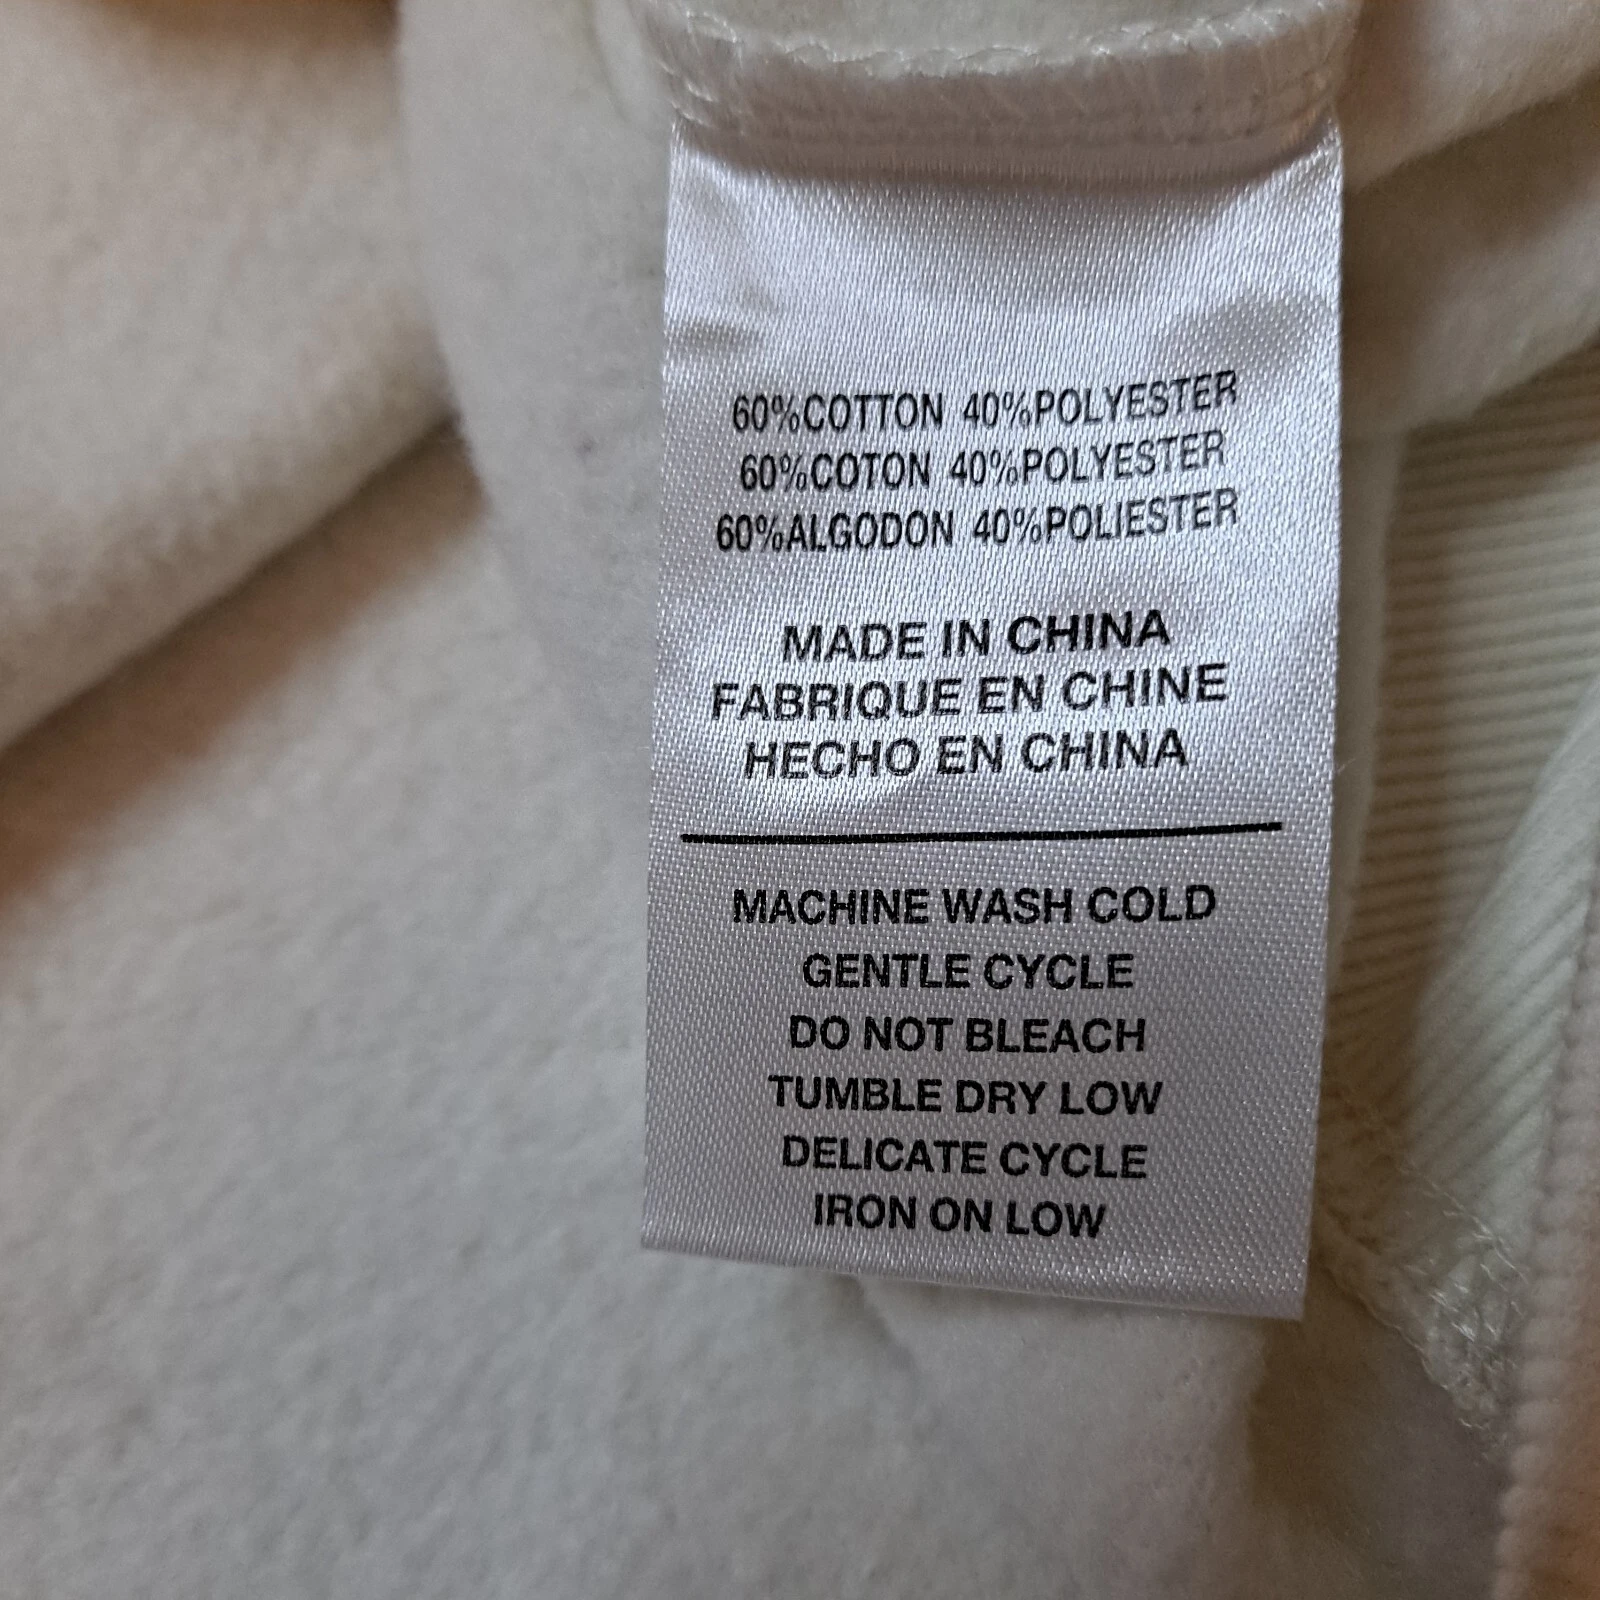 60%COTTON 40%POLYESTER
60%COTON 40%POLYESTER
60%ALGODON 40%POLIESTER
MADE IN CHINA
FABRIQUE EN CHINE
HECHO EN CHINA
MACHINE WASH COLD
GENTLE CYCLE
DO NOT BLEACH
TUMBLE DRY LOW
DELICATE CYCLE
IRON ON LOW